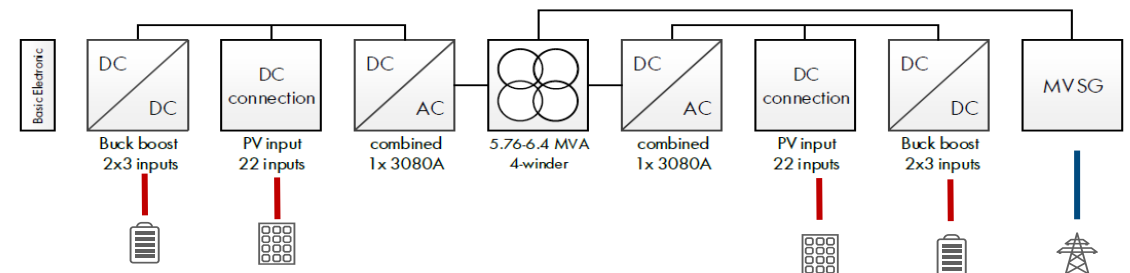 Basic Electronic
DC
DC
Buck boost
2x3 inputs
DC
connection
PV input
22 inputs
DC
AC
combined
1x 3080A
5.76-6.4 MVA
4-winder
DC
AC
combined
1x 3080A
DC
connection
PV input
22 inputs
DC
DC
Buck boost
2x3 inputs
MVSG